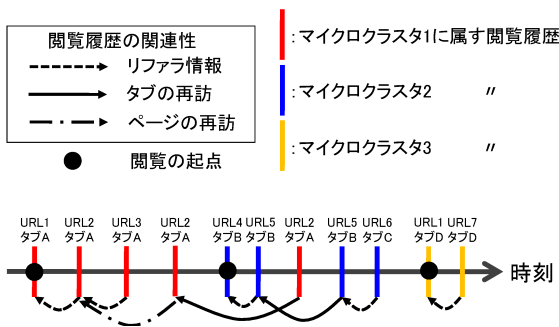 閲覧履歴の関連性
リファラ情報
タブの再訪
ページの再訪
閲覧の起点
:マイクロクラスタ1に属す閲覧履歴
:マイクロクラスタ2 〃
:マイクロクラスタ3 〃
URL1 URL2 URL3 URL2 URL4 URL5 URL2 URL5 URL6 URL1 URL7
タブA タブA タブA タブA タブB タブB タブA タブB タブC タブD タブD
時刻